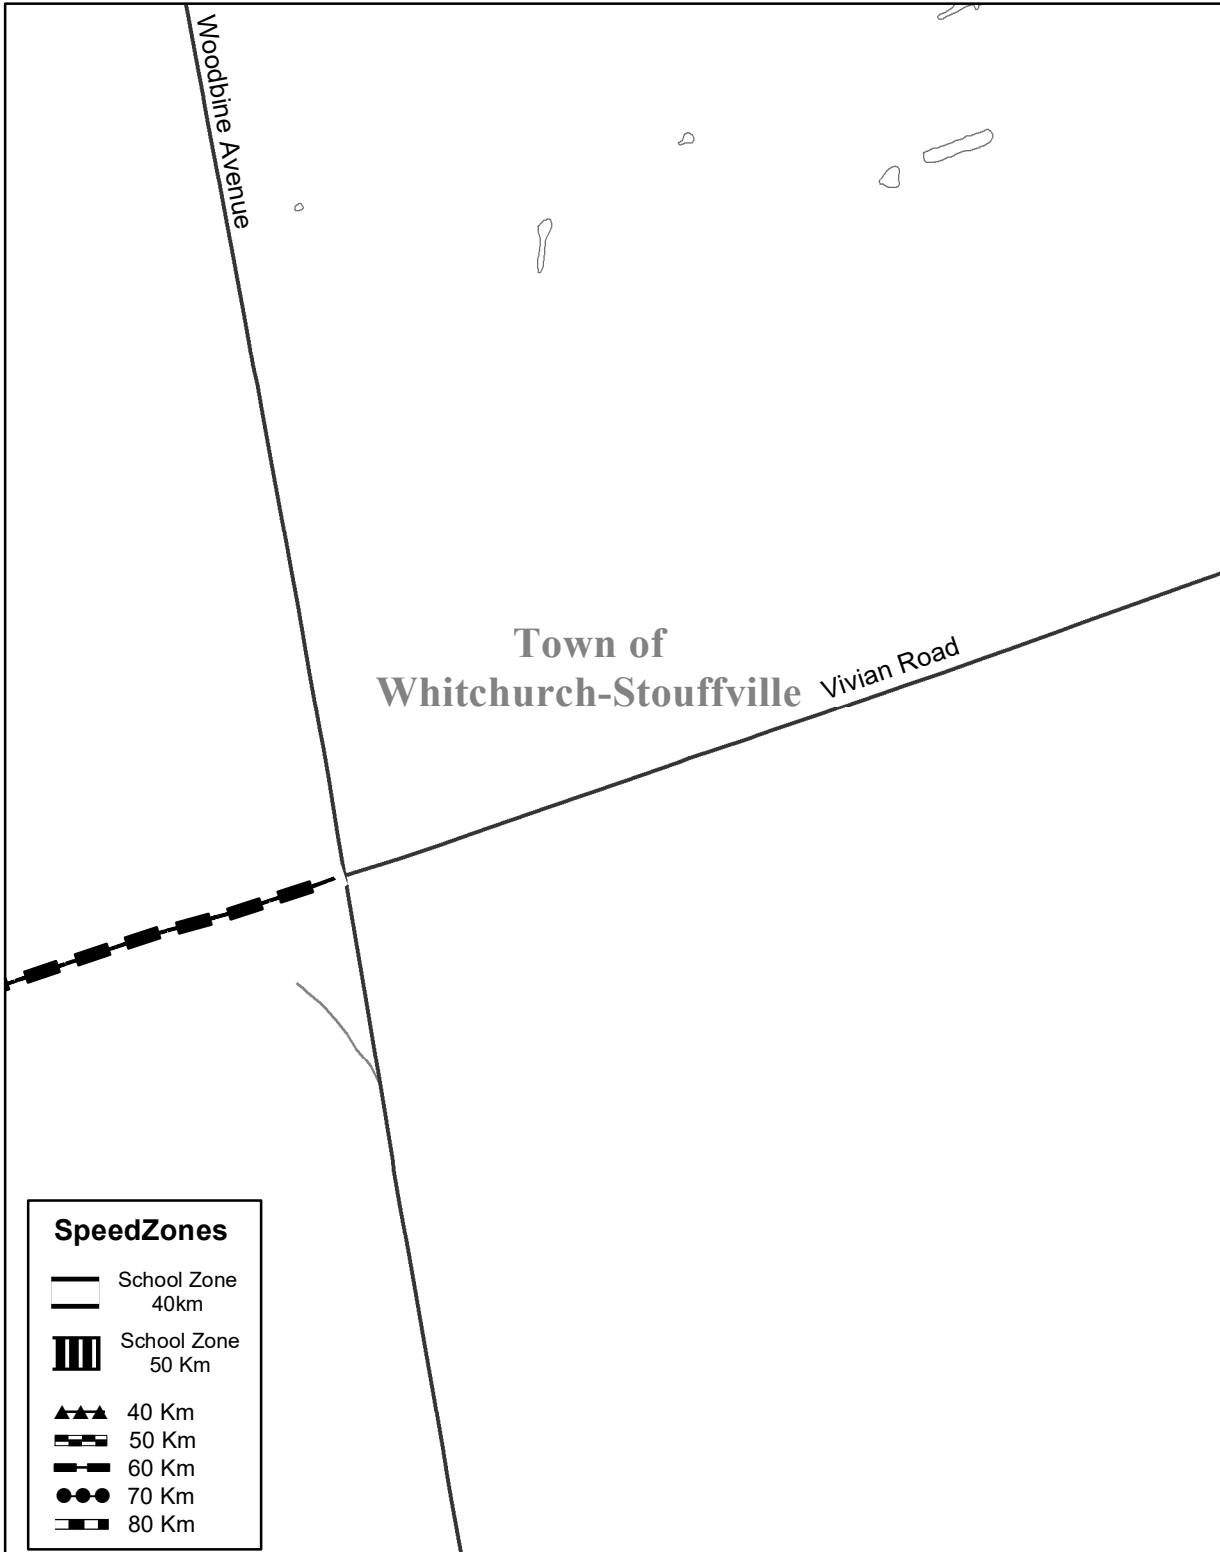 Woodbine Avenue
Town of
Whitchurch-Stouffville
Vivian Road
SpeedZones
School Zone
40km
School Zone
50 Km
40 Km
50 Km
60 Km
70 Km
80 Km